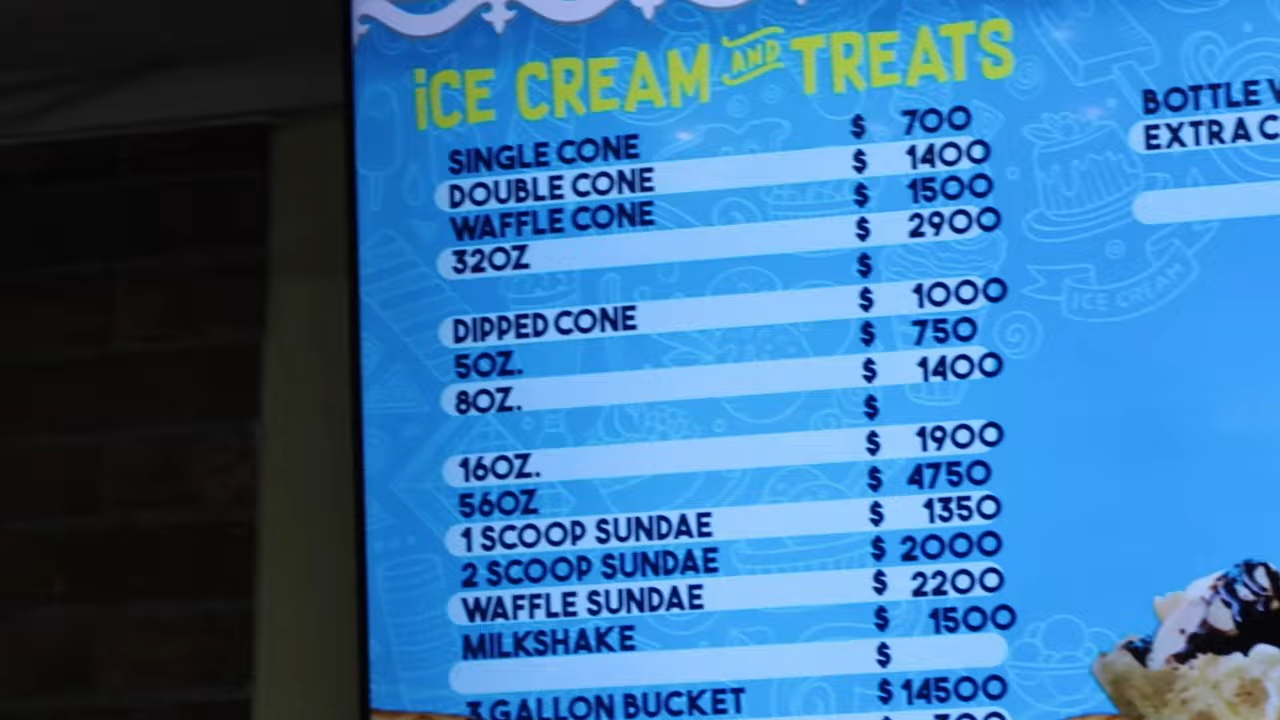 ICE CREAM AND TREATS
SINGLE CONE $ 700
DOUBLE CONE $ 1400
WAFFLE CONE $ 1500
32OZ $ 2900
$
DIPPED CONE $ 1000
5OZ. $ 750
8OZ. $ 1400
$
16OZ. $ 1900
56OZ $ 4750
1 SCOOP SUNDAE $ 1350
2 SCOOP SUNDAE $ 2000
WAFFLE SUNDAE $ 2200
MILKSHAKE $ 1500
$
3 GALLON BUCKET $ 14500
BOTTLE
EXTRA
ICE CREAM